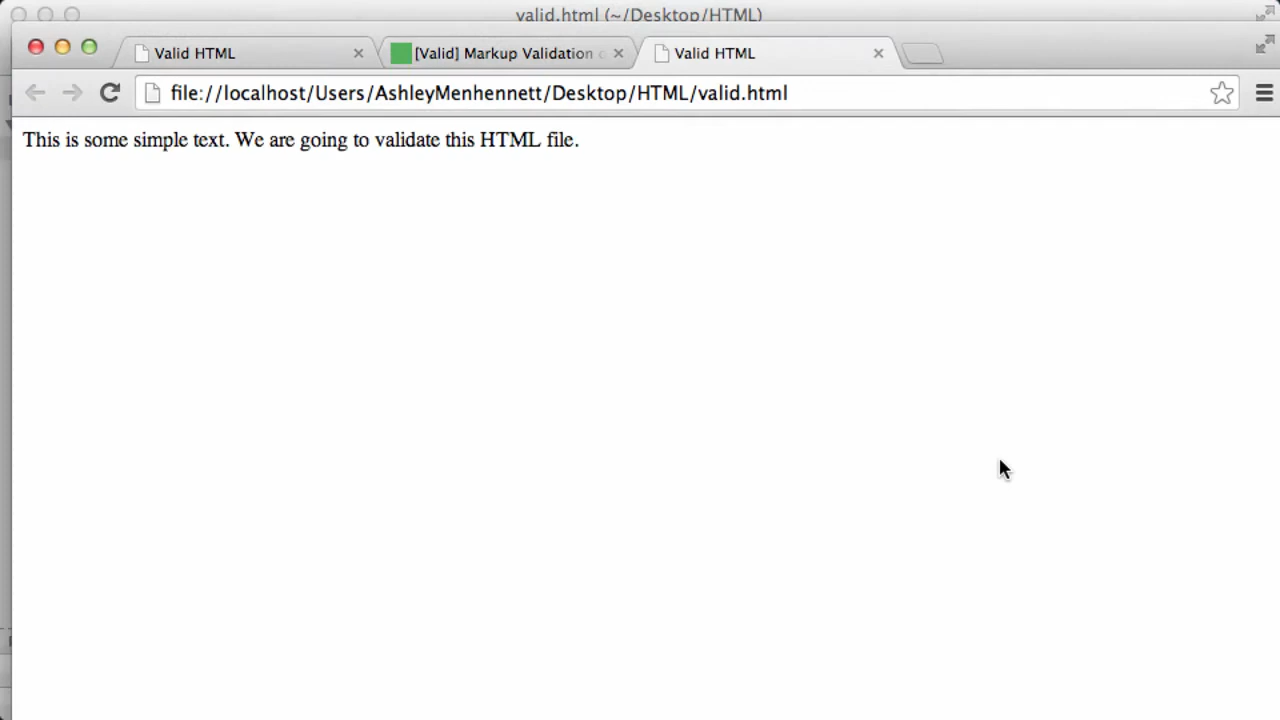 valid.html (~/Desktop/HTML)
Valid HTML
[Valid] Markup Validation
Valid HTML
file://localhost/Users/AshleyMenhennett/Desktop/HTML/valid.html
This is some simple text. We are going to validate this HTML file.